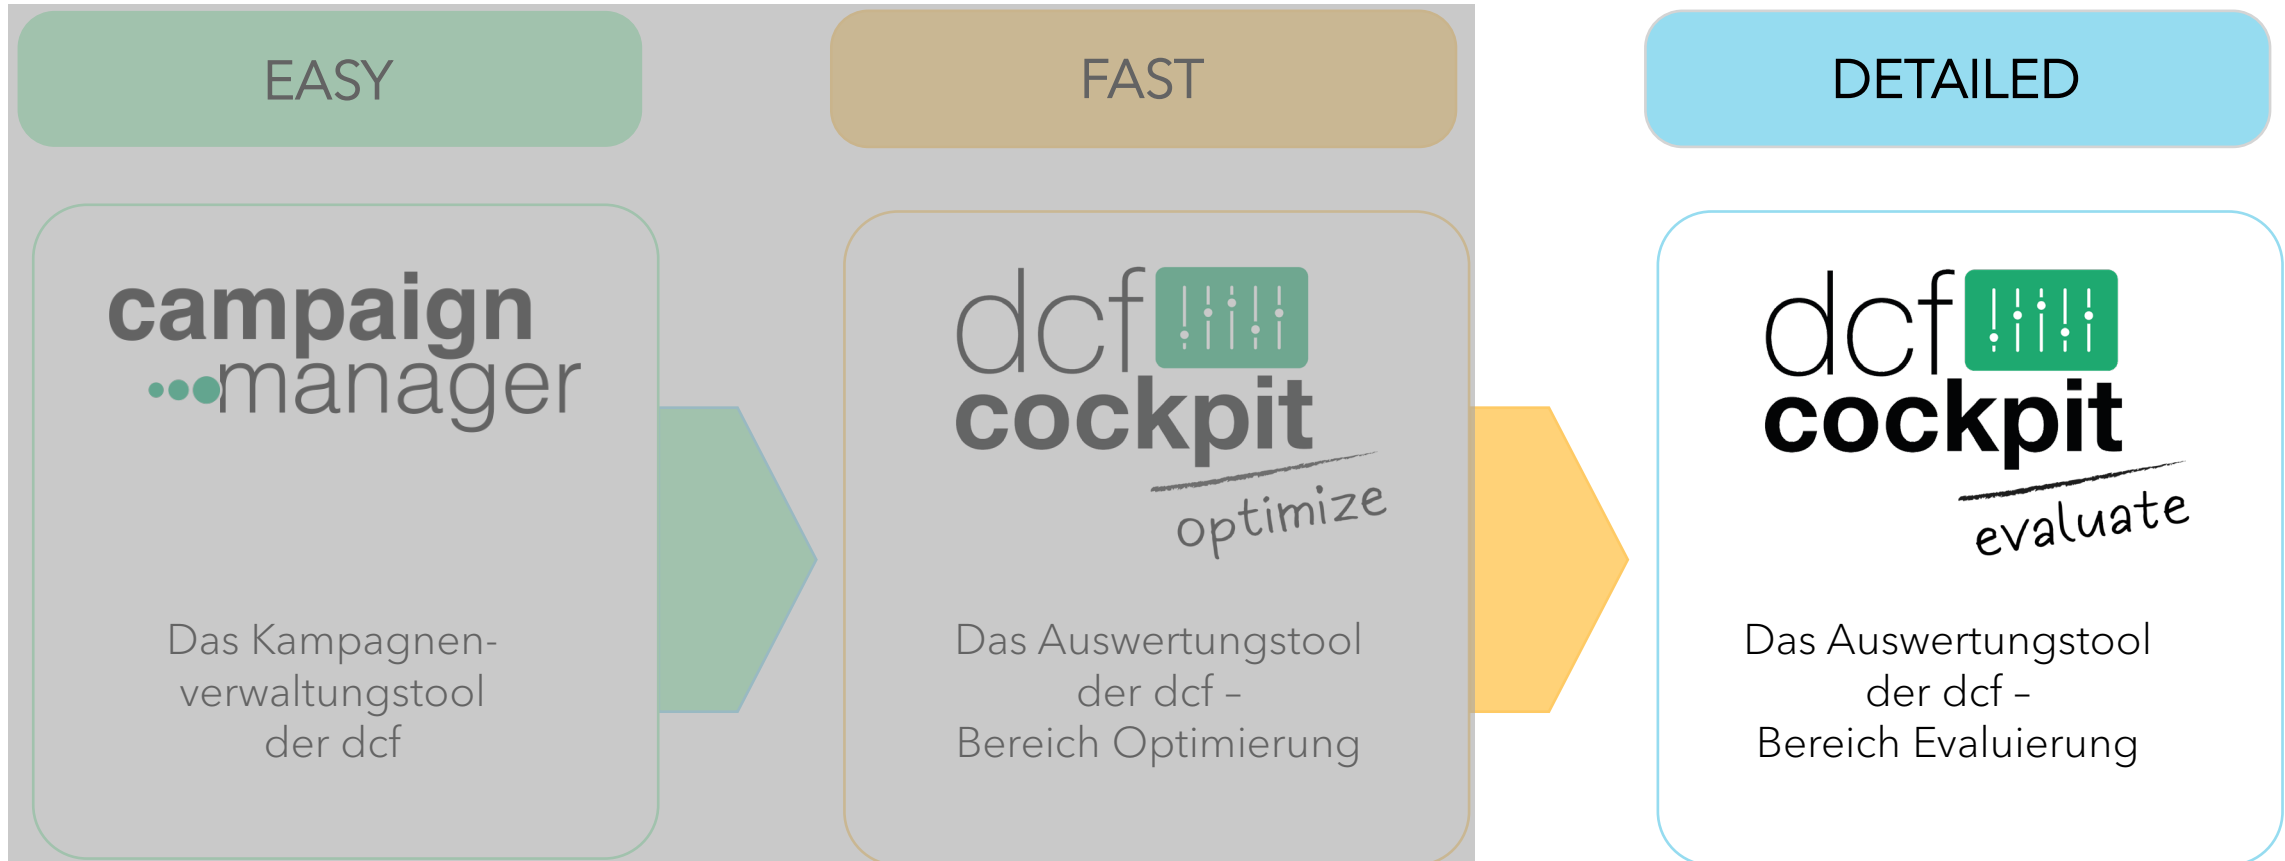 EASY
campaign
manager
Das Kampagnen-
verwaltungstool
der dcf
FAST
dcf
cockpit
optimize
Das Auswertungstool
der dcf –
Bereich Optimierung
DETAILED
dcf
cockpit
evaluate
Das Auswertungstool
der dcf –
Bereich Evaluierung